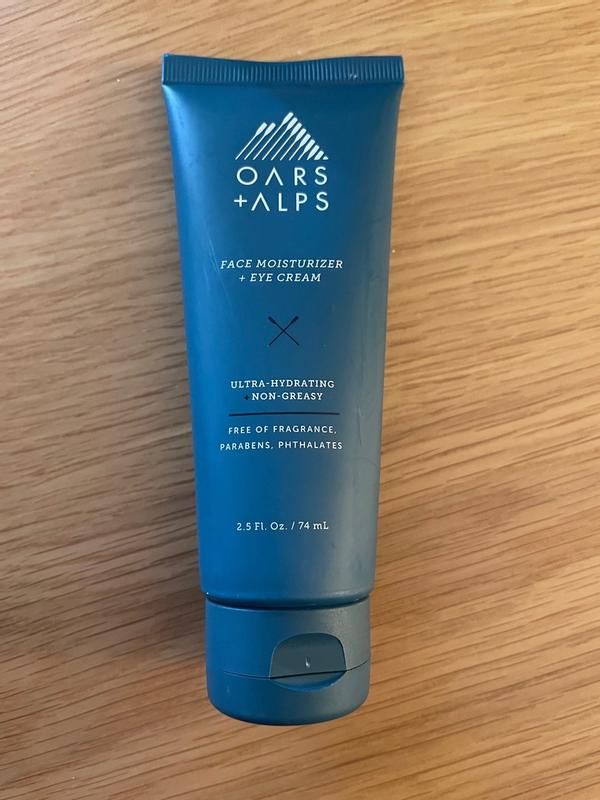 OARS
+ALPS
FACE MOISTURIZER
+ EYE CREAM
ULTRA-HYDRATING
+NON-GREASY
FREE OF FRAGRANCE,
PARABENS, PHTHALATES
2.5 Fl. Oz. / 74 mL